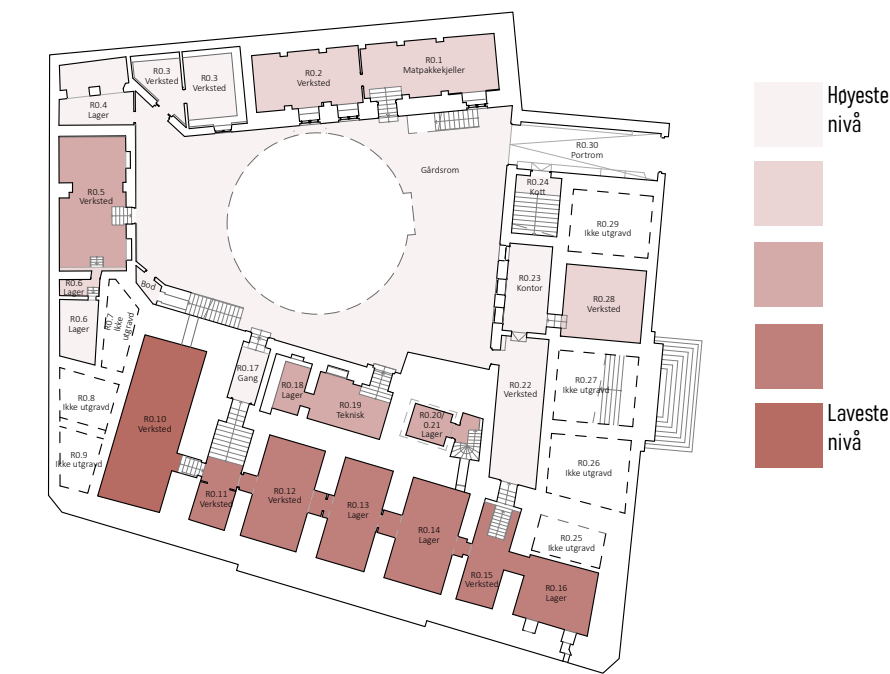 R0.1
Matpakkekjeller
R0.2
Verksted
R0.3
Verksted
R0.3
Verksted
R0.4
Lager
Høyeste
nivå
R0.30
Portrom
Gårdsrom
R0.24
Kott
R0.5
Verksted
R0.29
Ikke utgravd
R0.23
Kontor
R0.6
Lager
Bod
R0.28
Verksted
R0.6
Lager
R0.7
Ikke
utgravd
R0.17
Gang
R0.18
Lager
R0.22
Verksted
R0.27
Ikke utgravd
R0.8
Ikke utgravd
R0.19
Teknisk
R0.10
Verksted
R0.20/
0.21
Lager
Laveste
nivå
R0.9
Ikke utgravd
R0.26
Ikke utgravd
R0.11
Verksted
R0.12
Verksted
R0.13
Lager
R0.14
Lager
R0.25
Ikke utgravd
R0.15
Verksted
R0.16
Lager